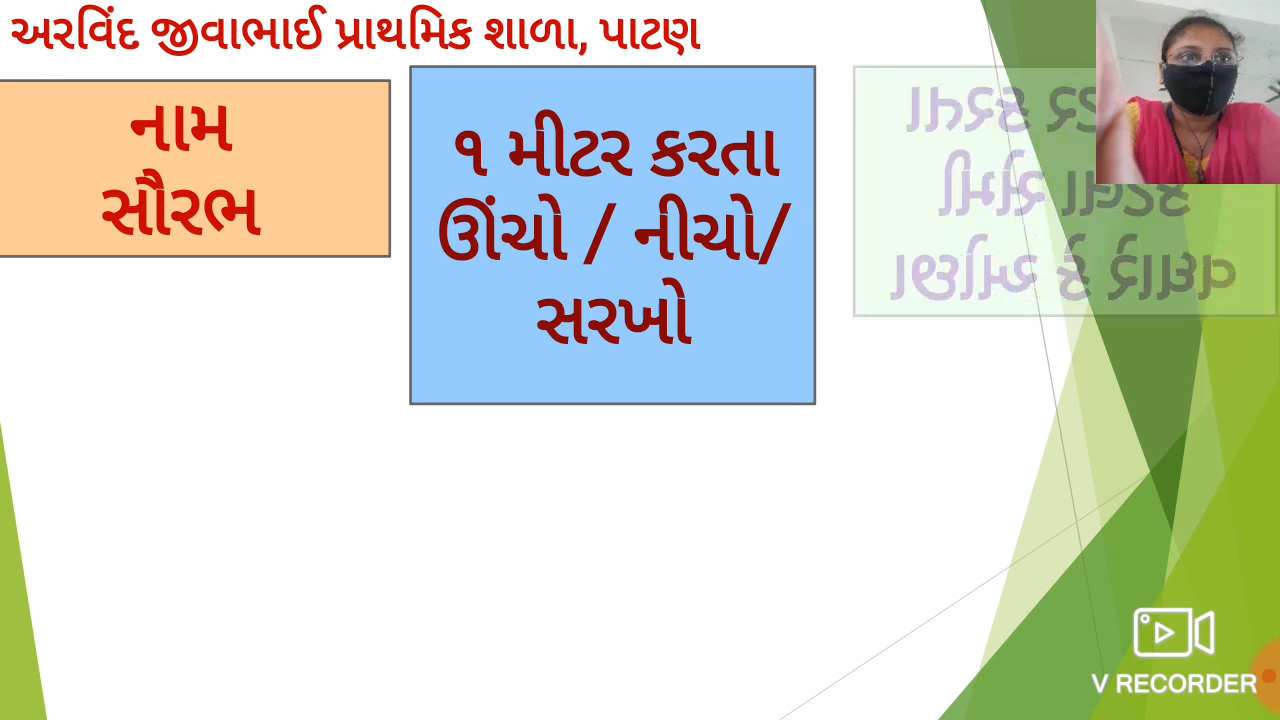 અરવિંદ જીવાભાઈ પ્રાથમિક શાળા, પાટણ
નામ
સૌરભ
૧ મીટર કરતા
ઊંચો / નીચો/
સરખો
V RECORDER